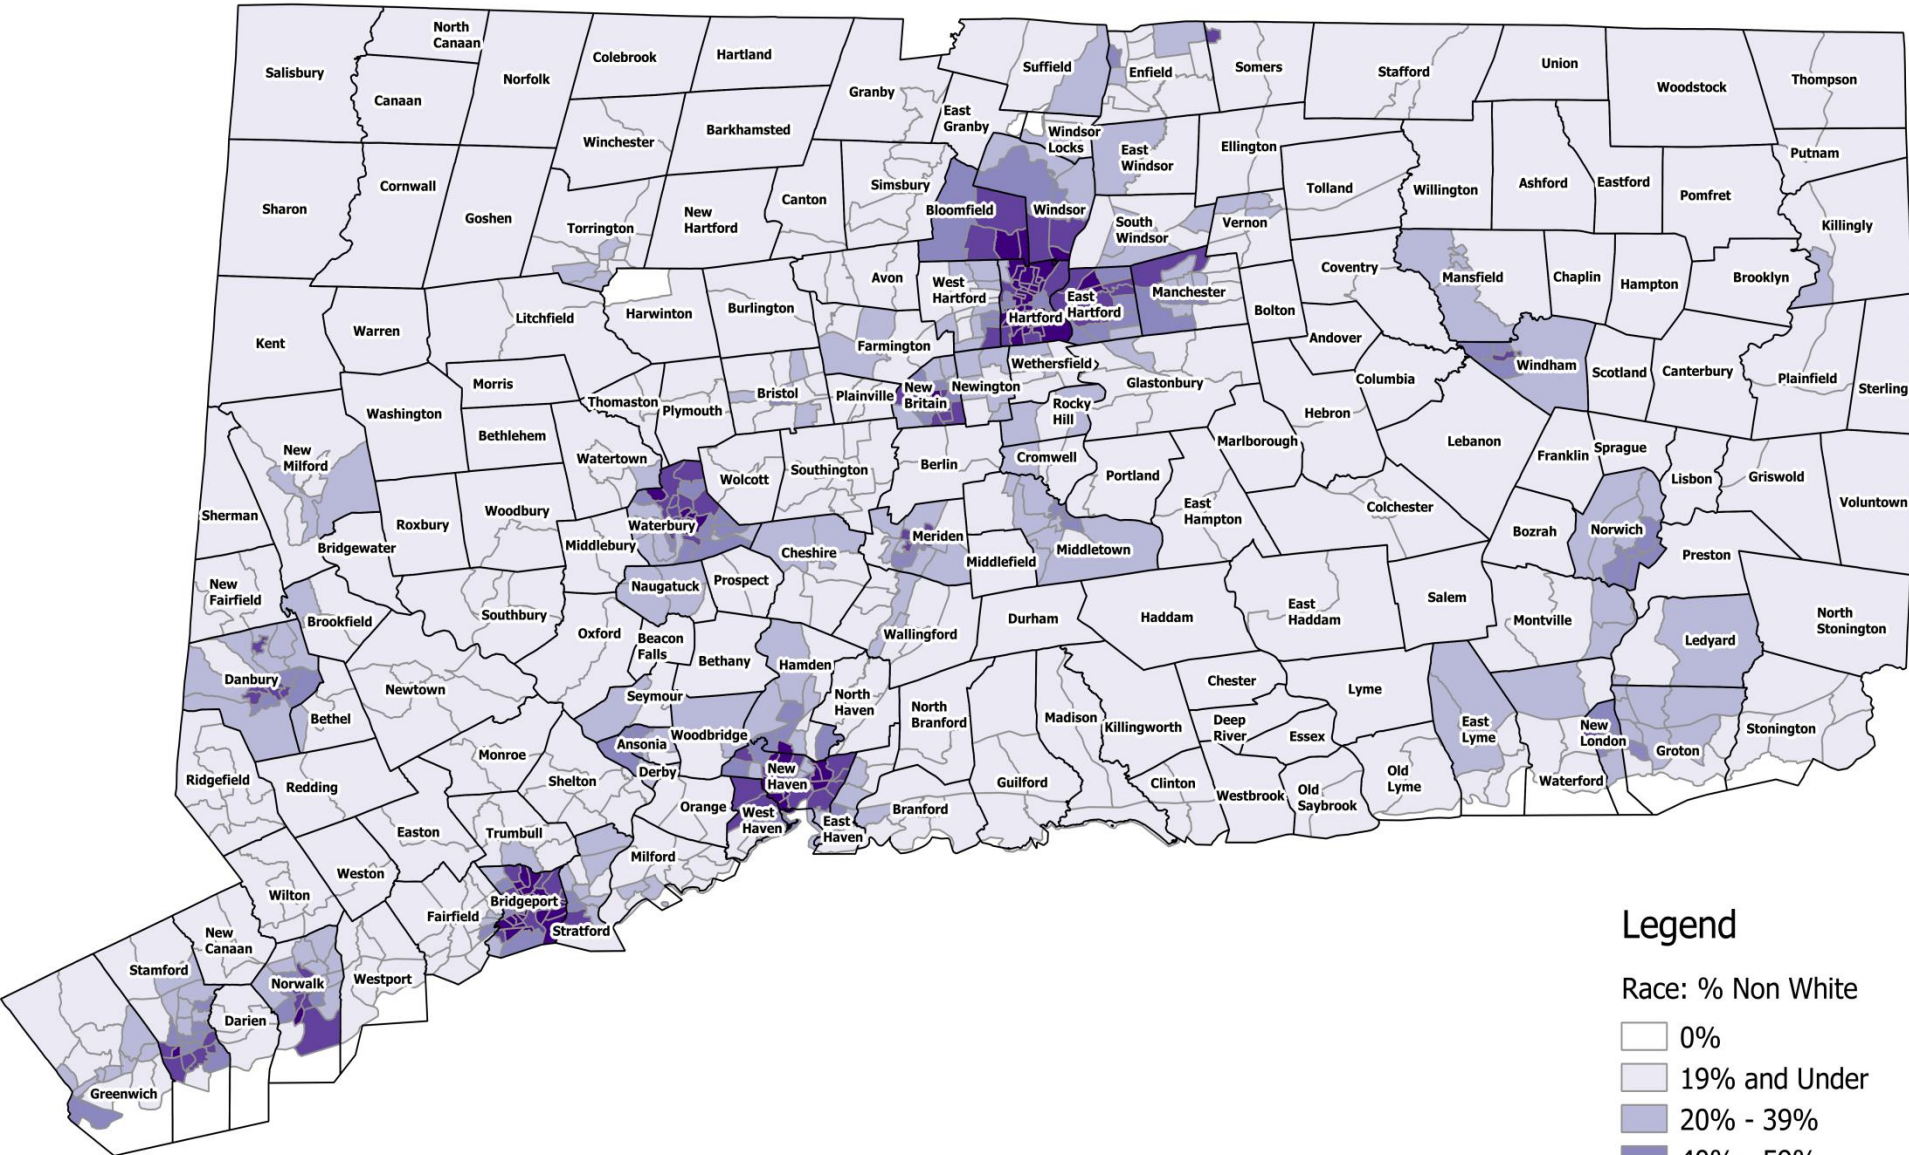 North
Canaan
Colebrook
Hartland
Salisbury
Canaan
Norfolk
Granby
Suffield
Enfield
Somers
Stafford
Union
Woodstock
Thompson
East
Granby
Winchester
Barkhamsted
Windsor
Locks
East
Windsor
Ellington
Putnam
Sharon
Cornwall
Goshen
Torrington
New
Hartford
Canton
Simsbury
Bloomfield
Windsor
South
Windsor
Vernon
Tolland
Willington
Ashford
Eastford
Pomfret
Killingly
Avon
West
Hartford
Hartford
East
Hartford
Manchester
Bolton
Coventry
Mansfield
Chaplin
Hampton
Brooklyn
Kent
Warren
Litchfield
Harwinton
Burlington
Farmington
Wethersfield
Glastonbury
Andover
Columbia
Windham
Scotland
Canterbury
Plainfield
Sterling
Morris
Washington
Bethlehem
Thomaston
Plymouth
Bristol
Plainville
New
Britain
Newington
Rocky
Hill
Hebron
Marlborough
Lebanon
Franklin
Sprague
Lisbon
Griswold
Voluntown
New
Milford
Watertown
Wolcott
Southington
Berlin
Cromwell
Portland
East
Hampton
Colchester
Bozrah
Norwich
Preston
Sherman
Roxbury
Woodbury
Bridgewater
Middlebury
Waterbury
Cheshire
Meriden
Middlefield
Middletown
New
Fairfield
Brookfield
Southbury
Naugatuck
Prospect
Oxford
Beacon
Falls
Bethany
Hamden
Wallingford
Durham
Haddam
East
Haddam
Salem
Montville
Ledyard
North
Stonington
Danbury
Bethel
Newtown
Seymour
Woodbridge
North
Haven
North
Branford
Madison
Killingworth
Chester
Deep
River
Essex
Lyme
East
Lyme
New
London
Groton
Stonington
Ridgefield
Redding
Monroe
Shelton
Ansonia
Derby
Orange
New
Haven
West
Haven
East
Haven
Branford
Guilford
Clinton
Westbrook
Old
Saybrook
Old
Lyme
Waterford
Easton
Trumbull
Milford
Weston
Wilton
Fairfield
Bridgeport
Stratford
New
Canaan
Stamford
Norwalk
Westport
Darien
Greenwich
Legend
Race: % Non White
0%
19% and Under
20% - 39%